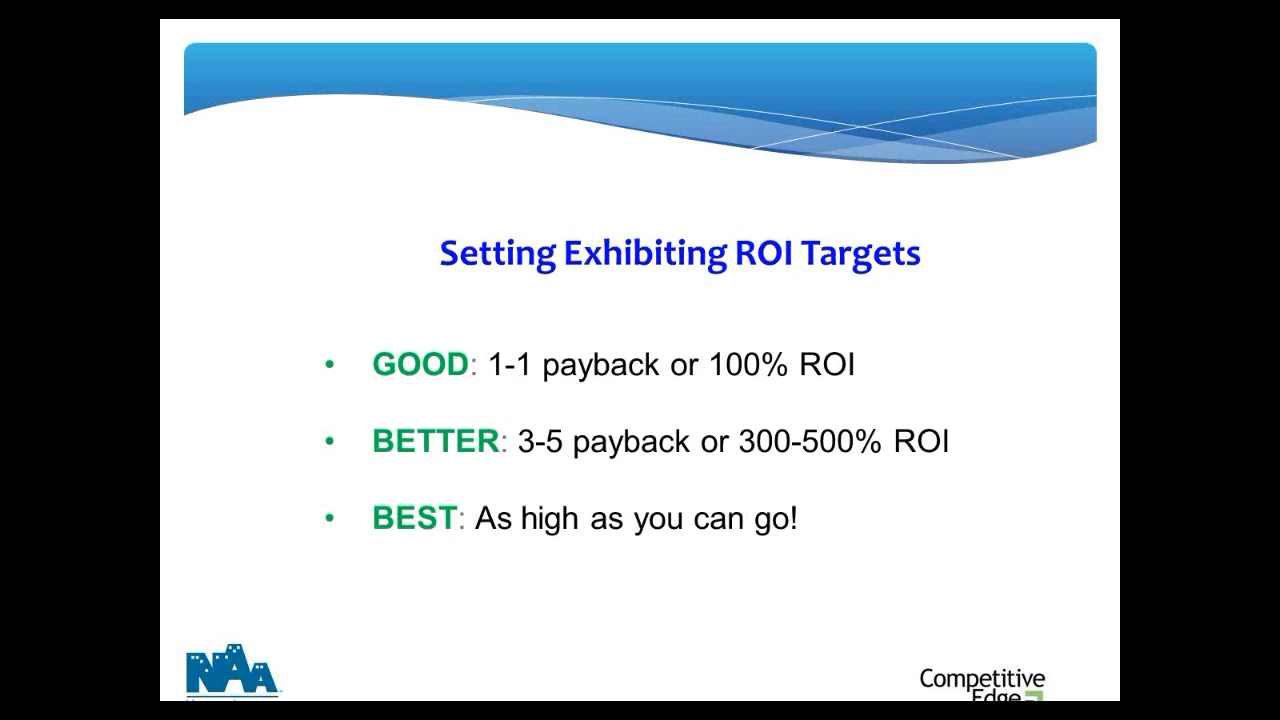 Setting Exhibiting ROI Targets
• GOOD: 1-1 payback or 100% ROI
• BETTER: 3-5 payback or 300-500% ROI
• BEST: As high as you can go!
NAA
Competitive
Edge